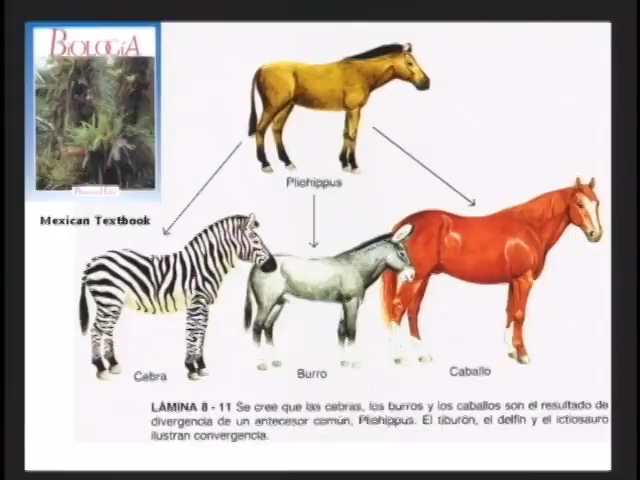 BIOLOGíA
Mexican Textbook
Pliohippus
Cebra
Burro
Caballo
LÁMINA 8 - 11 Se cree que las cebras, los burros y los caballos son el resultado de
divergencia de un antecesor común, Pliohippus. El tiburón, el delfín y el ictiosauro
ilustran convergencia.